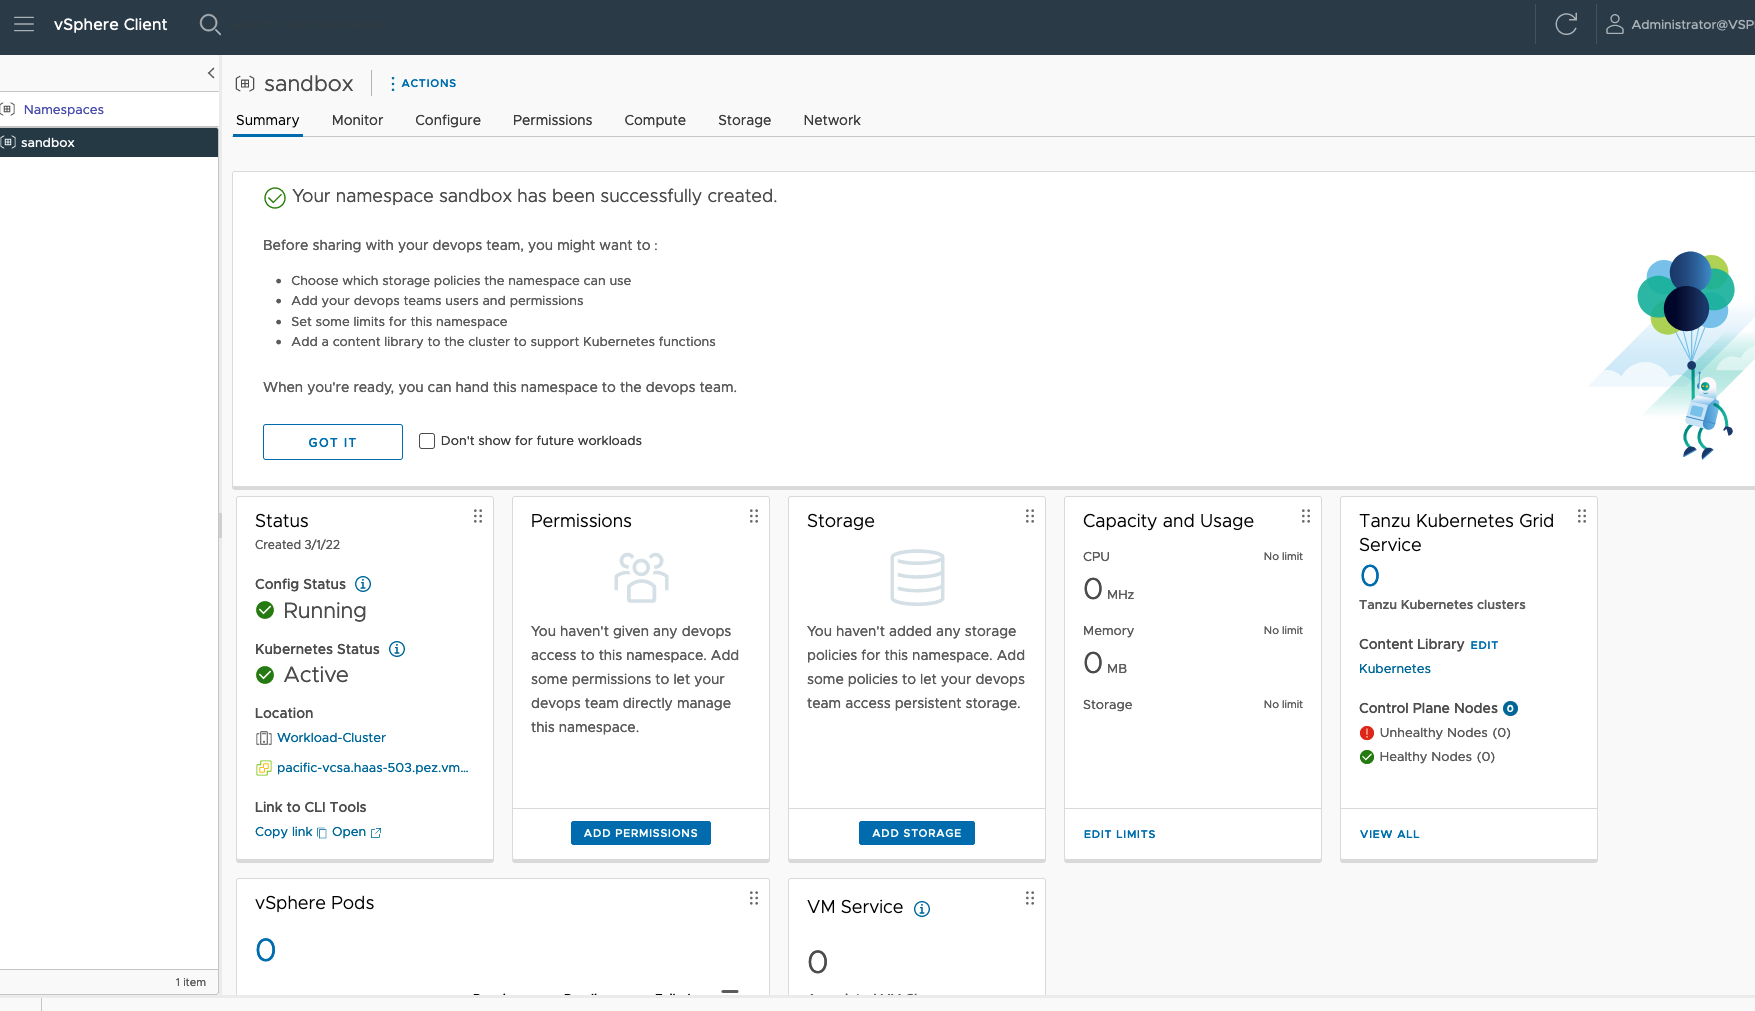 vSphere Client
Administrator@VSP
Namespaces
sandbox
1 item
sandbox
ACTIONS
Summary Monitor Configure Permissions Compute Storage Network
Your namespace sandbox has been successfully created.
Before sharing with your devops team, you might want to :
Choose which storage policies the namespace can use
Add your devops teams users and permissions
Set some limits for this namespace
Add a content library to the cluster to support Kubernetes functions
When you're ready, you can hand this namespace to the devops team.
GOT IT
Don't show for future workloads
Status
Created 3/1/22
Config Status
Running
Kubernetes Status
Active
Location
Workload-Cluster
pacific-vcsa.haas-503.pez.vm...
Link to CLI Tools
Copy link Open
Permissions
You haven't given any devops
access to this namespace. Add
some permissions to let your
devops team directly manage
this namespace.
ADD PERMISSIONS
Storage
You haven't added any storage
policies for this namespace. Add
some policies to let your devops
team access persistent storage.
ADD STORAGE
Capacity and Usage
CPU No limit
0 MHz
Memory No limit
0 MB
Storage No limit
EDIT LIMITS
Tanzu Kubernetes Grid
Service
0
Tanzu Kubernetes clusters
Content Library EDIT
Kubernetes
Control Plane Nodes 0
Unhealthy Nodes (0)
Healthy Nodes (0)
VIEW ALL
vSphere Pods
0
VM Service
0